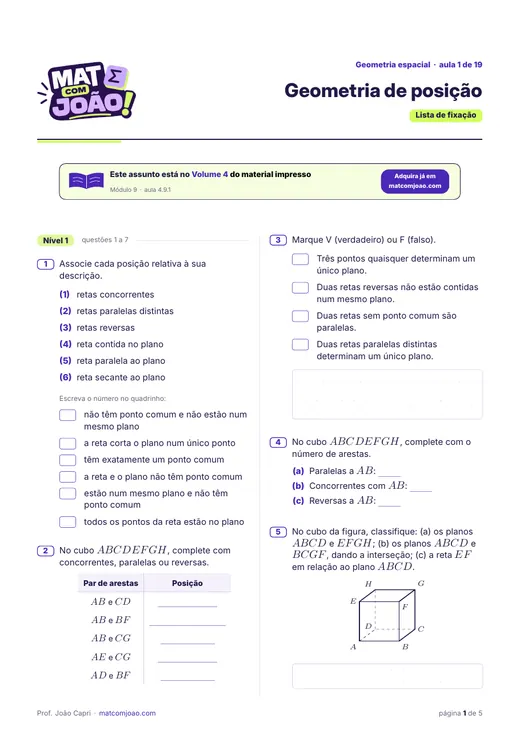 MAT
COM
JOÃO!
Σ
Geometria espacial · aula 1 de 19
Geometria de posição
Lista de fixação
Este assunto está no Volume 4 do material impresso
Módulo 9 · aula 4.9.1
Adquira já em
matcomjoao.com
Nível 1 questões 1 a 7
1 Associe cada posição relativa à sua
descrição.
(1) retas concorrentes
(2) retas paralelas distintas
(3) retas reversas
(4) reta contida no plano
(5) reta paralela ao plano
(6) reta secante ao plano
Escreva o número no quadrinho:
não têm ponto comum e não estão num
mesmo plano
a reta corta o plano num único ponto
têm exatamente um ponto comum
a reta e o plano não têm ponto comum
estão num mesmo plano e não têm
ponto comum
todos os pontos da reta estão no plano
2 No cubo ABCDEFGH, complete com
concorrentes, paralelas ou reversas.
Par de arestas Posição
AB e CD
AB e BF
AB e CG
AE e CG
AD e BF
3 Marque V (verdadeiro) ou F (falso).
Três pontos quaisquer determinam um
único plano.
Duas retas reversas não estão contidas
num mesmo plano.
Duas retas sem ponto comum são
paralelas.
Duas retas paralelas distintas
determinam um único plano.
4 No cubo ABCDEFGH, complete com o
número de arestas.
(a) Paralelas a AB: ____
(b) Concorrentes com AB: ____
(c) Reversas a AB: ____
5 No cubo da figura, classifique: (a) os planos
ABCD e EFGH; (b) os planos ABCD e
BCGF, dando a interseção; (c) a reta EF
em relação ao plano ABCD.
H G
E F
D C
A B
Prof. João Capri · matcomjoao.com
página 1 de 5